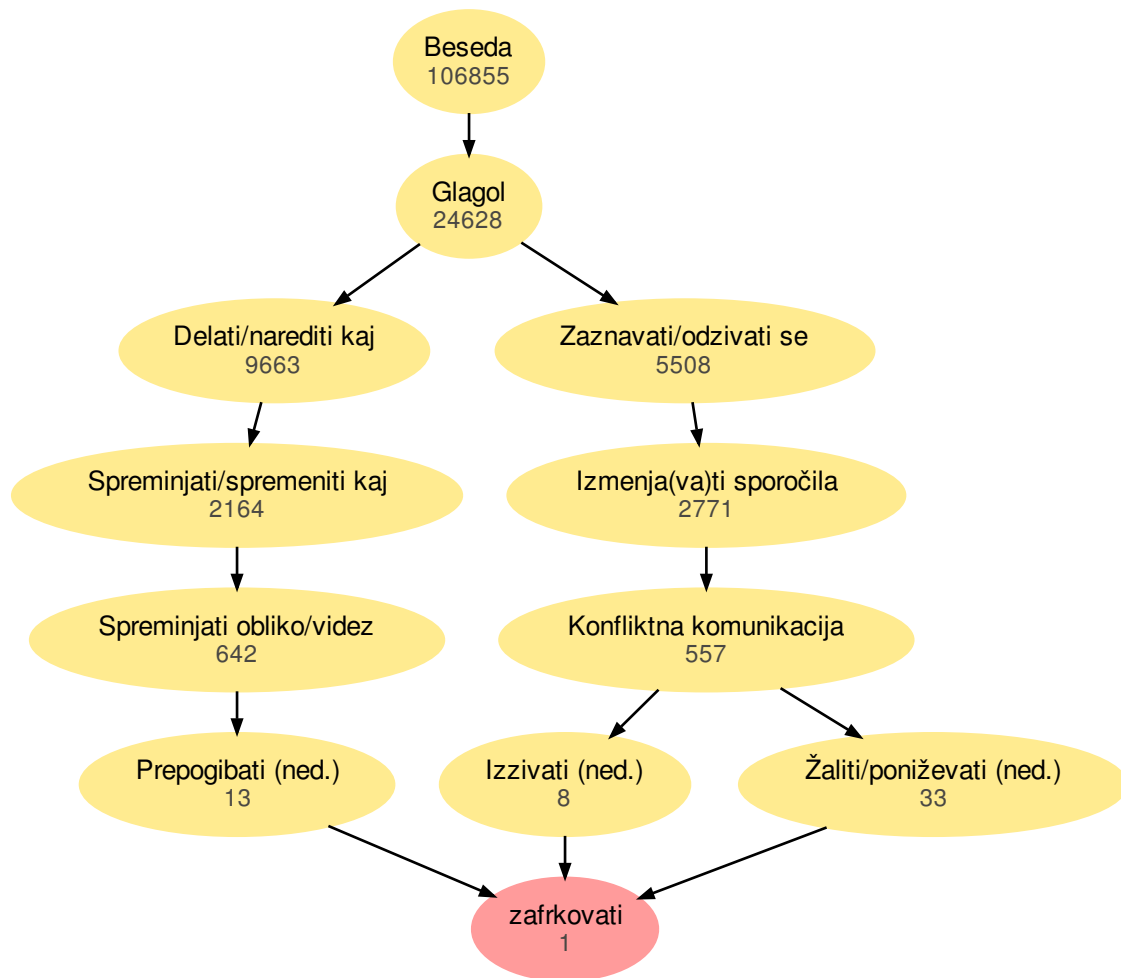 Beseda
106855
Glagol
24628
Delati/narediti kaj
9663
Zaznavati/odzivati se
5508
Spreminjati/spremeniti kaj
2164
Izmenja(va)ti sporočila
2771
Spreminjati obliko/videz
642
Konfliktna komunikacija
557
Prepogibati (ned.)
13
Izzivati (ned.)
8
Žaliti/poniževati (ned.)
33
zafrkovati
1